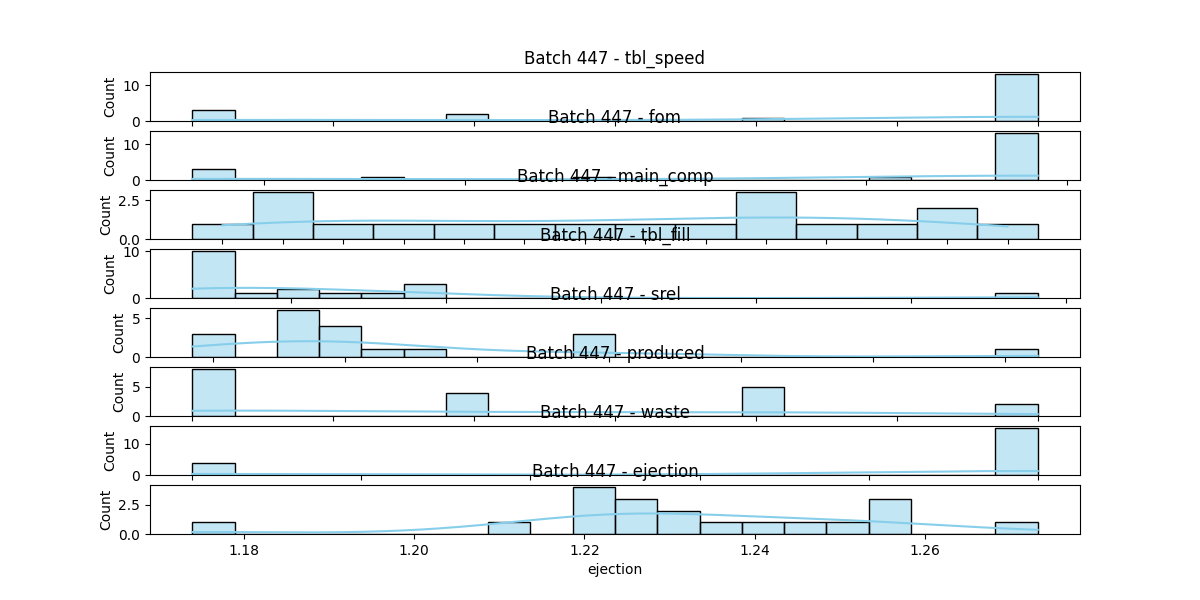 Batch 447 - tbl_speed
10
0
Count
Batch 447 - fom
10
0
Count
Batch 447 - main_comp
2.5
0.0
Count
Batch 447 - tbl_fill
10
0
Count
Batch 447 - srel
5
0
Count
Batch 447 - produced
5
0
Count
Batch 447 - waste
10
0
Count
Batch 447 - ejection
2.5
0.0
Count
1.18 1.20 1.22 1.24 1.26
ejection